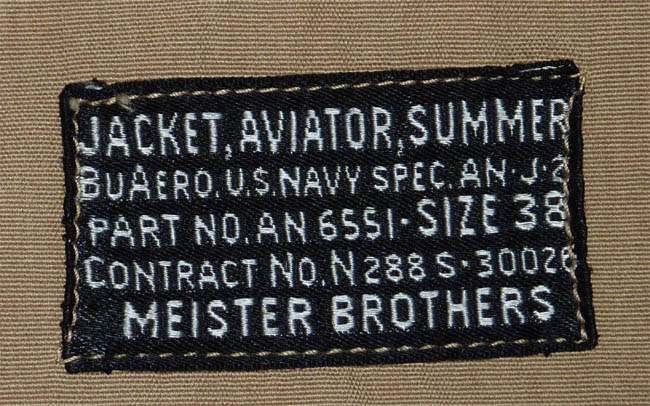 JACKET, AVIATOR, SUMMER
BUAERO. U.S. NAVY SPEC. AN-J-2
PART NO. AN 6551-SIZE 38
CONTRACT NO. N288 S-30026
MEISTER BROTHERS